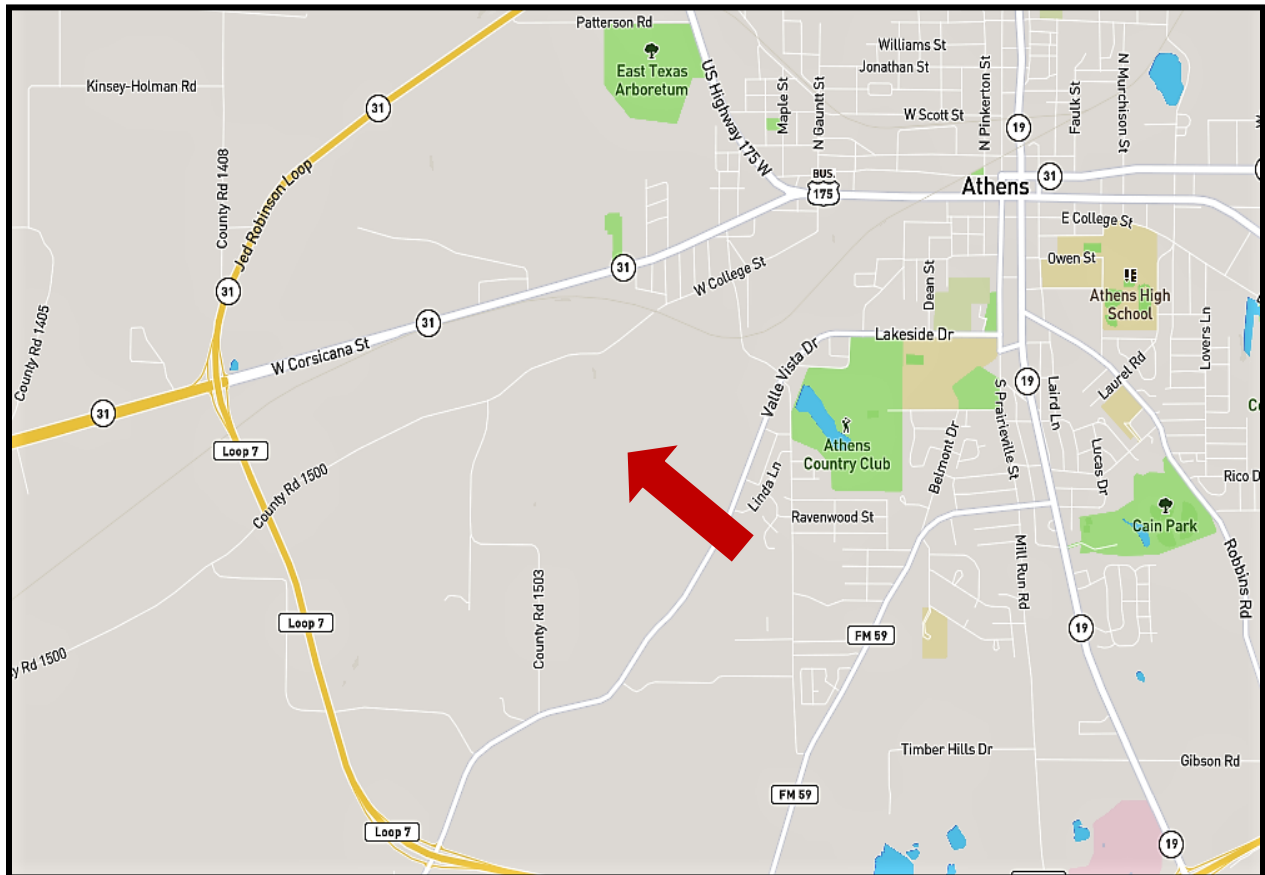 Patterson Rd
East Texas
Arboretum
Williams St
Jonathan St
Kinsey-Holman Rd
31
US Highway 175 W
Maple St
N Gauntt St
W Scott St
N Pinkerton St
19
Faulk St
N Murchison St
County Rd 1408
Jed Robinson Loop
BUS.
175
Athens
31
E College St
Owen St
Athens High
School
31
W College St
Dean St
31
31
County Rd 1405
W Corsicana St
Lakeside Dr
Valle Vista Dr
Lovers Ln
Laurel Rd
19
Laird Ln
S Prairieville St
31
Loop 7
County Rd 1500
Athens
Country Club
Belmont Dr
Lucas Dr
Linda Ln
Ravenwood St
Rico D
Cain Park
Mill Run Rd
Robbins Rd
County Rd 1503
Loop 7
FM 59
19
y Rd 1500
Timber Hills Dr
Gibson Rd
FM 59
Loop 7
19